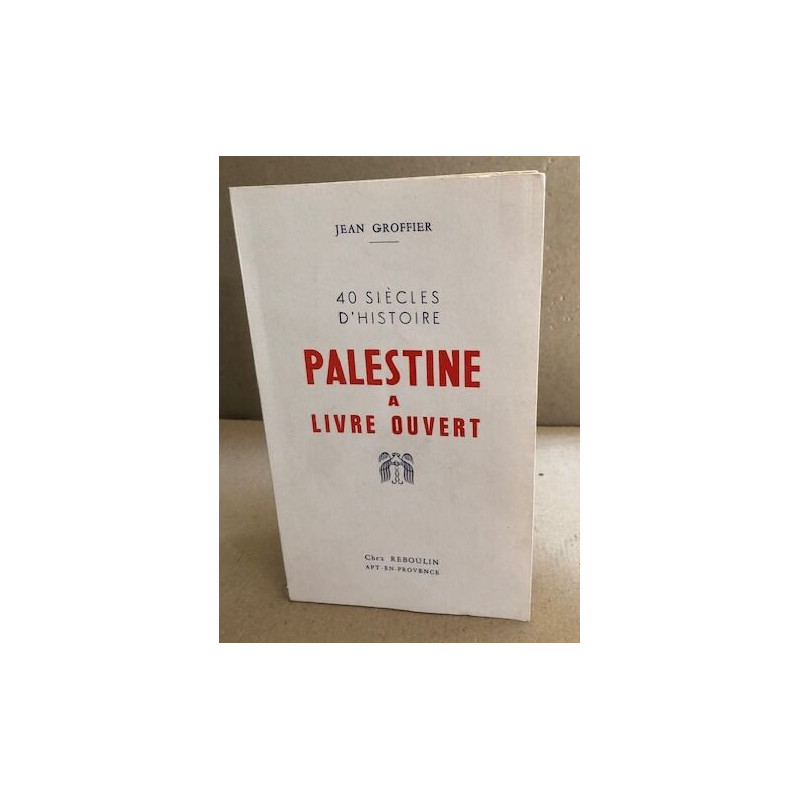 JEAN GROFFIER
40 SIÈCLES
D'HISTOIRE
PALESTINE
A
LIVRE OUVERT
Chez REBOULIN
APT-EN-PROVENCE